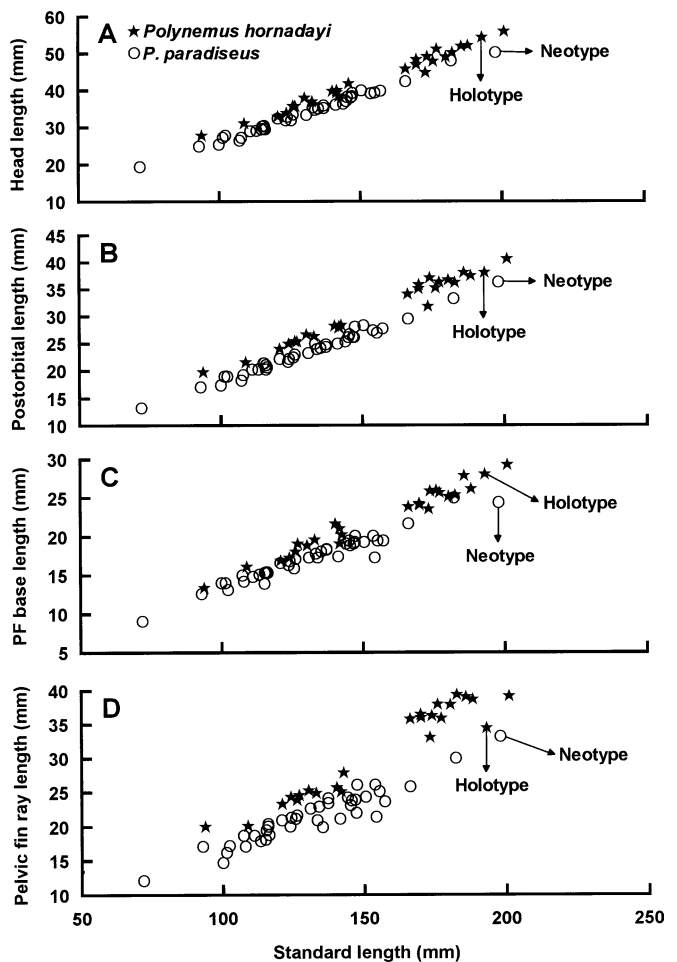 A
★ Polynemus hornadayi
○ P. paradiseus
Head length (mm)
60
50
40
30
20
10
Neotype
Holotype
B
Postorbital length (mm)
45
40
35
30
25
20
15
10
Neotype
Holotype
C
PF base length (mm)
30
25
20
15
10
5
Holotype
Neotype
D
Pelvic fin ray length (mm)
40
35
30
25
20
15
10
Neotype
Holotype
50 100 150 200 250
Standard length (mm)